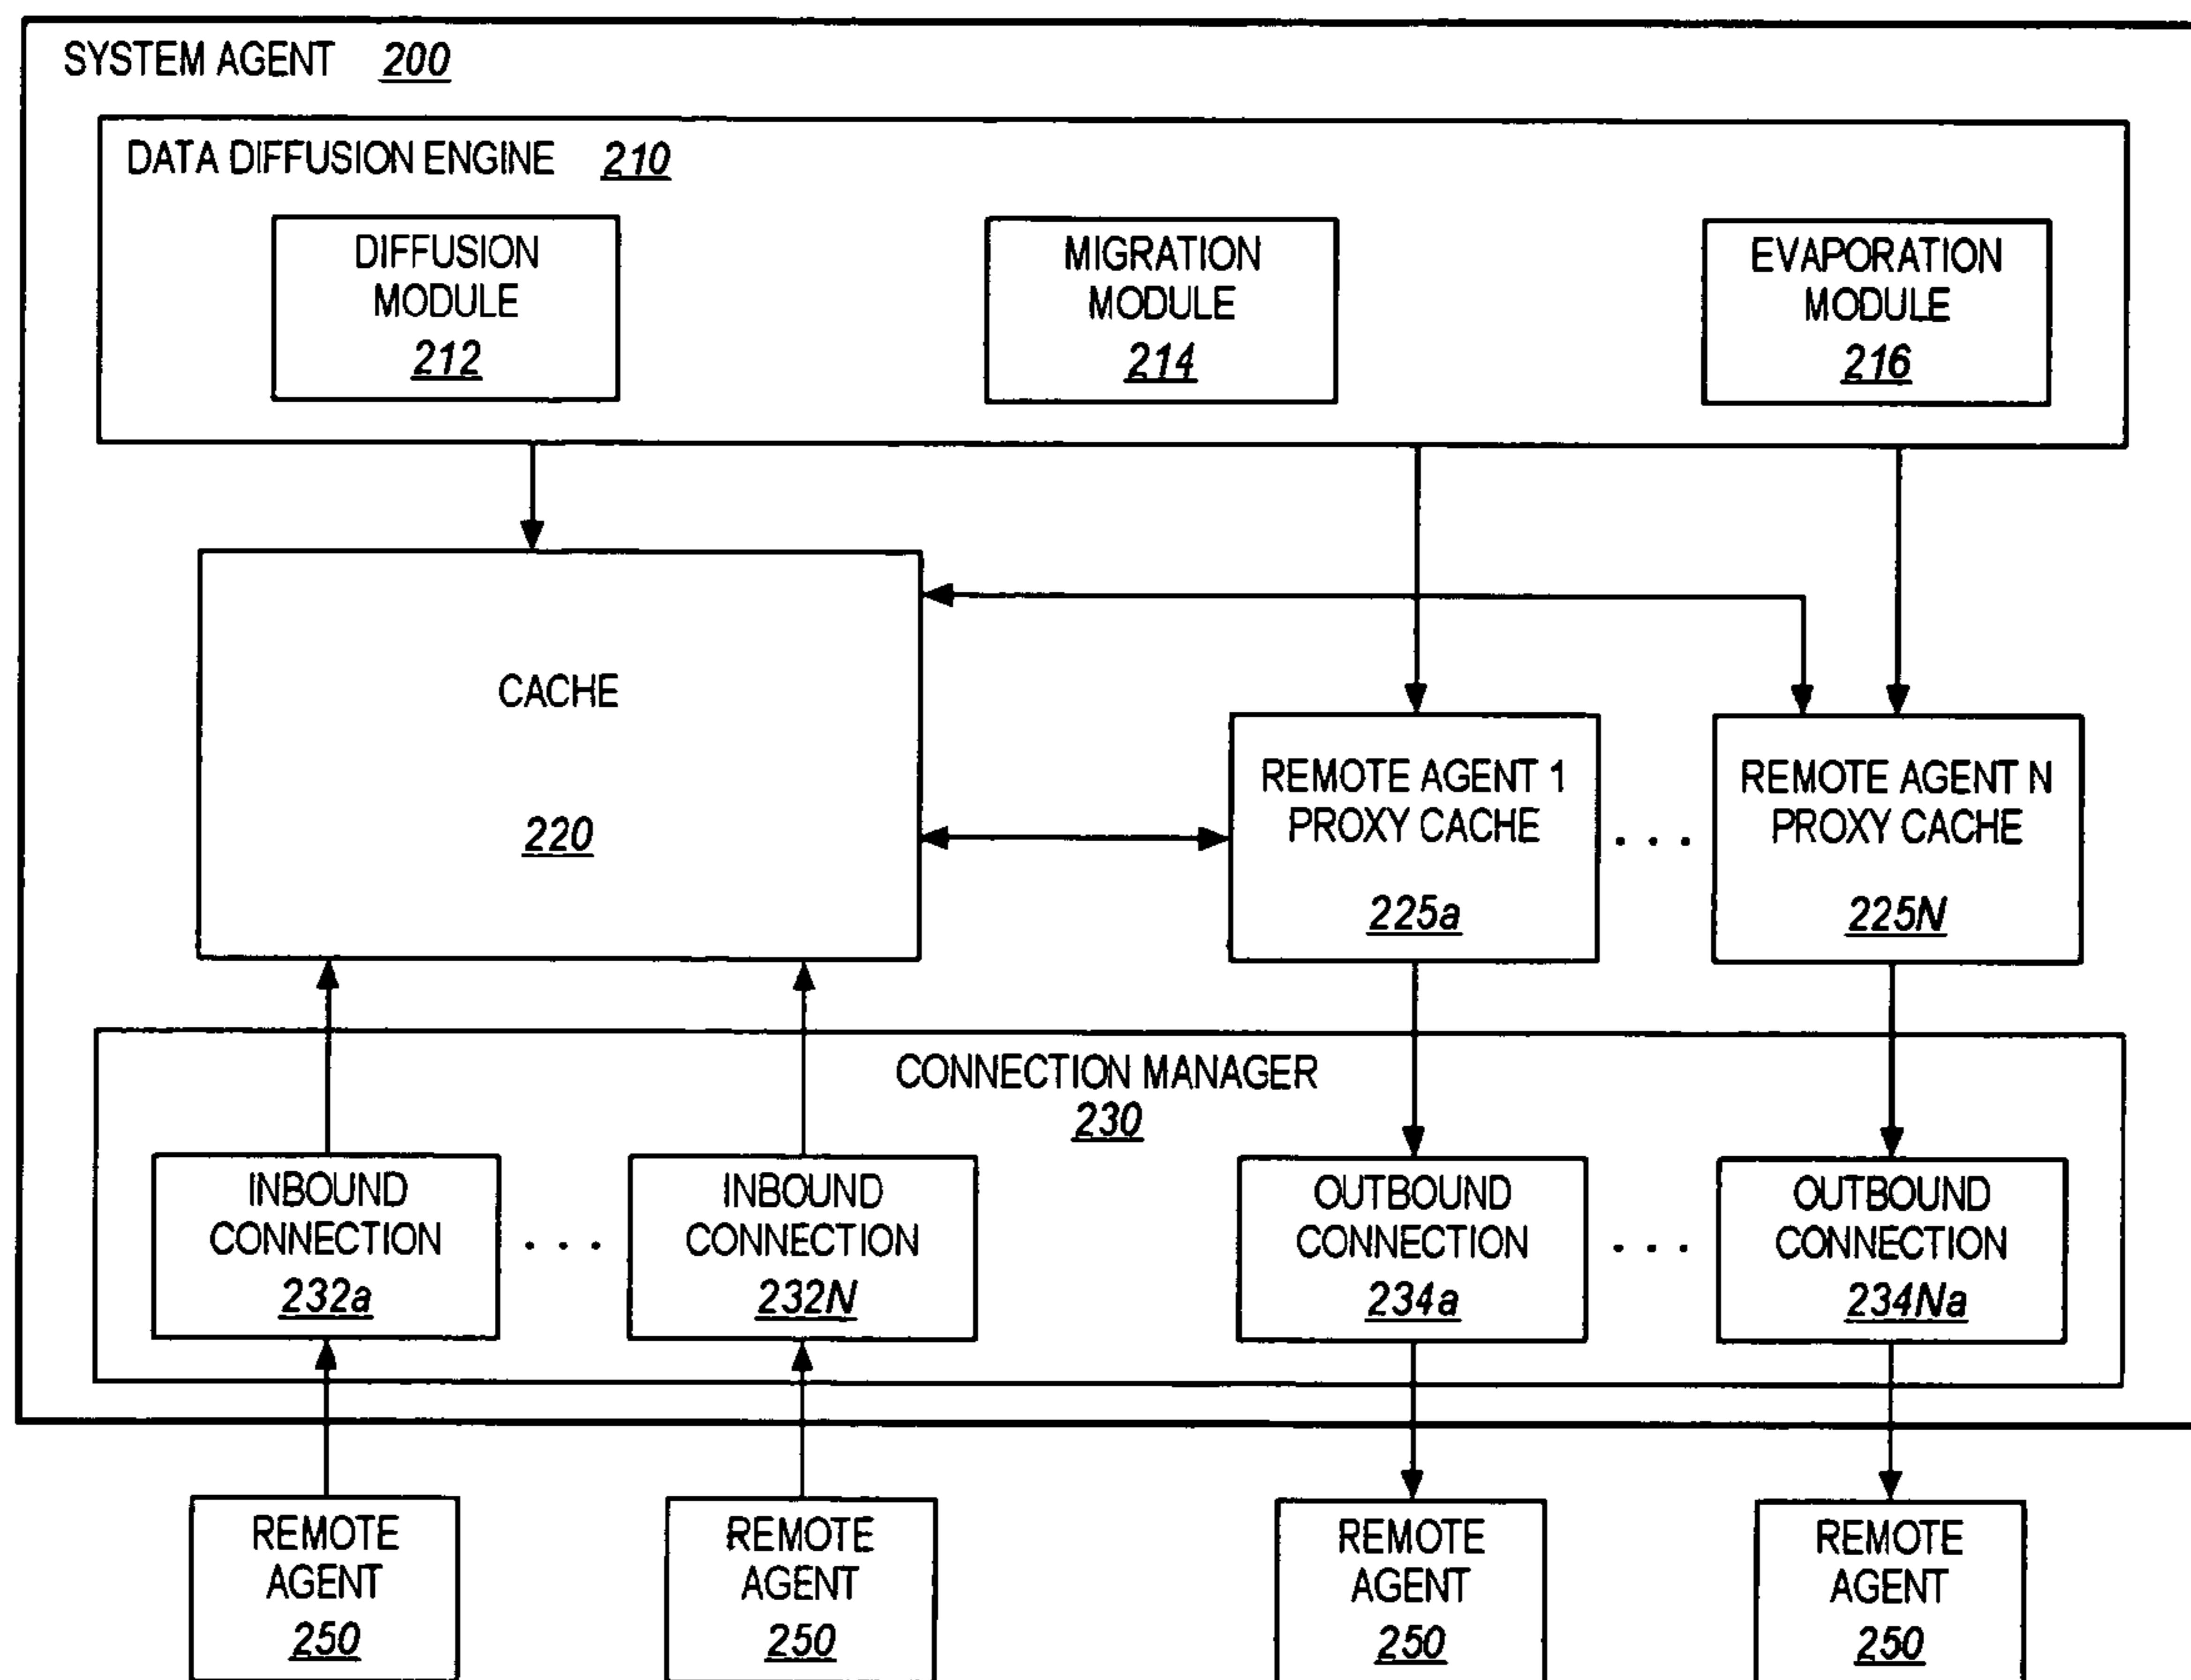 SYSTEM AGENT 200
DATA DIFFUSION ENGINE 210
DIFFUSION
MODULE
212
MIGRATION
MODULE
214
EVAPORATION
MODULE
216
CACHE
220
REMOTE AGENT 1
PROXY CACHE
225a
. . .
REMOTE AGENT N
PROXY CACHE
225N
CONNECTION MANAGER
230
INBOUND
CONNECTION
232a
. . .
INBOUND
CONNECTION
232N
OUTBOUND
CONNECTION
234a
. . .
OUTBOUND
CONNECTION
234Na
REMOTE
AGENT
250
REMOTE
AGENT
250
REMOTE
AGENT
250
REMOTE
AGENT
250